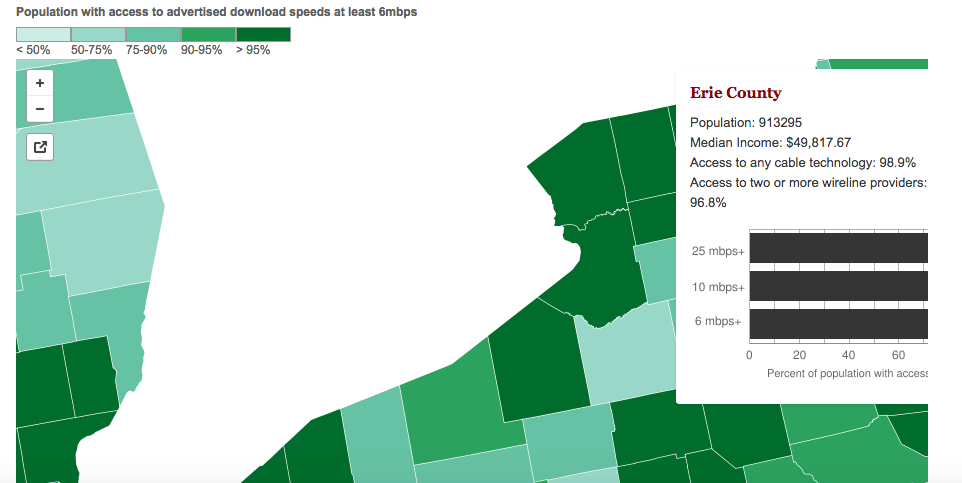 Population with access to advertised download speeds at least 6mbps
< 50% 50-75% 75-90% 90-95% > 95%
+
−
Erie County
Population: 913295
Median Income: $49,817.67
Access to any cable technology: 98.9%
Access to two or more wireline providers:
96.8%
25 mbps+
10 mbps+
6 mbps+
0 20 40 60
Percent of population with access